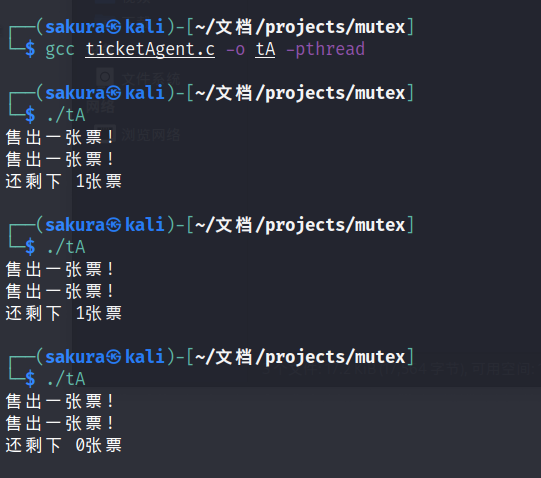 ┌──(sakura㉿kali)-[~/文档/projects/mutex]
└─$ gcc ticketAgent.c -o tA -pthread
┌──(sakura㉿kali)-[~/文档/projects/mutex]
└─$ ./tA
售出一张票!
售出一张票!
还剩下 1张票
┌──(sakura㉿kali)-[~/文档/projects/mutex]
└─$ ./tA
售出一张票!
售出一张票!
还剩下 1张票
┌──(sakura㉿kali)-[~/文档/projects/mutex]
└─$ ./tA
售出一张票!
售出一张票!
还剩下 0张票